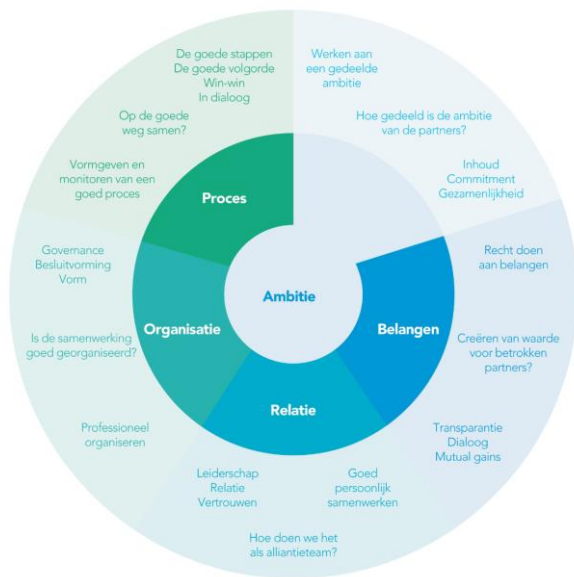 De goede stappen
De goede volgorde
Win-win
In dialoog
Op de goede
weg samen?
Vormgeven en
monitoren van een
goed proces
Werken aan
een gedeelde
ambitie
Hoe gedeeld is de ambitie
van de partners?
Inhoud
Commitment
Gezamenlijkheid
Proces
Governance
Besluitvorming
Vorm
Is de samenwerking
goed georganiseerd?
Professioneel
organiseren
Organisatie
Ambitie
Belangen
Recht doen
aan belangen
Creëren van waarde
voor betrokken
partners?
Transparantie
Dialoog
Mutual gains
Relatie
Leiderschap
Relatie
Vertrouwen
Goed
persoonlijk
samenwerken
Hoe doen we het
als alliantieteam?